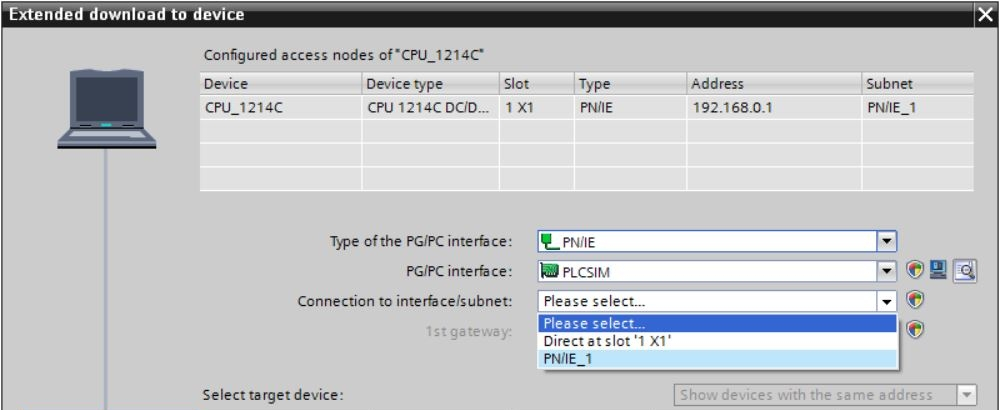 Extended download to device
Configured access nodes of "CPU_1214C"
Device Device type Slot Type Address Subnet
CPU_1214C CPU 1214C DC/D... 1 X1 PN/IE 192.168.0.1 PN/IE_1
Type of the PG/PC interface: PN/IE
PG/PC interface: PLCSIM
Connection to interface/subnet: Please select...
Please select...
1st gateway:
Direct at slot '1 X1'
PN/IE_1
Select target device: Show devices with the same address